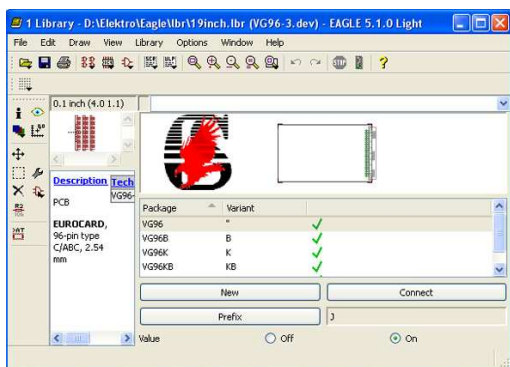 1 Library - D:\Elektro\Eagle\lbr\19inch.lbr (VG96-3.dev) - EAGLE 5.1.0 Light
File Edit Draw View Library Options Window Help
0.1 inch (4.0 1.1)
Description
PCB
EUROCARD,
96-pin type
C/ABC, 2.54
mm
Tech
VG96-
Package Variant
VG96 ''
VG96B B
VG96K K
VG96KB KB
New Connect
Prefix J
Value Off On